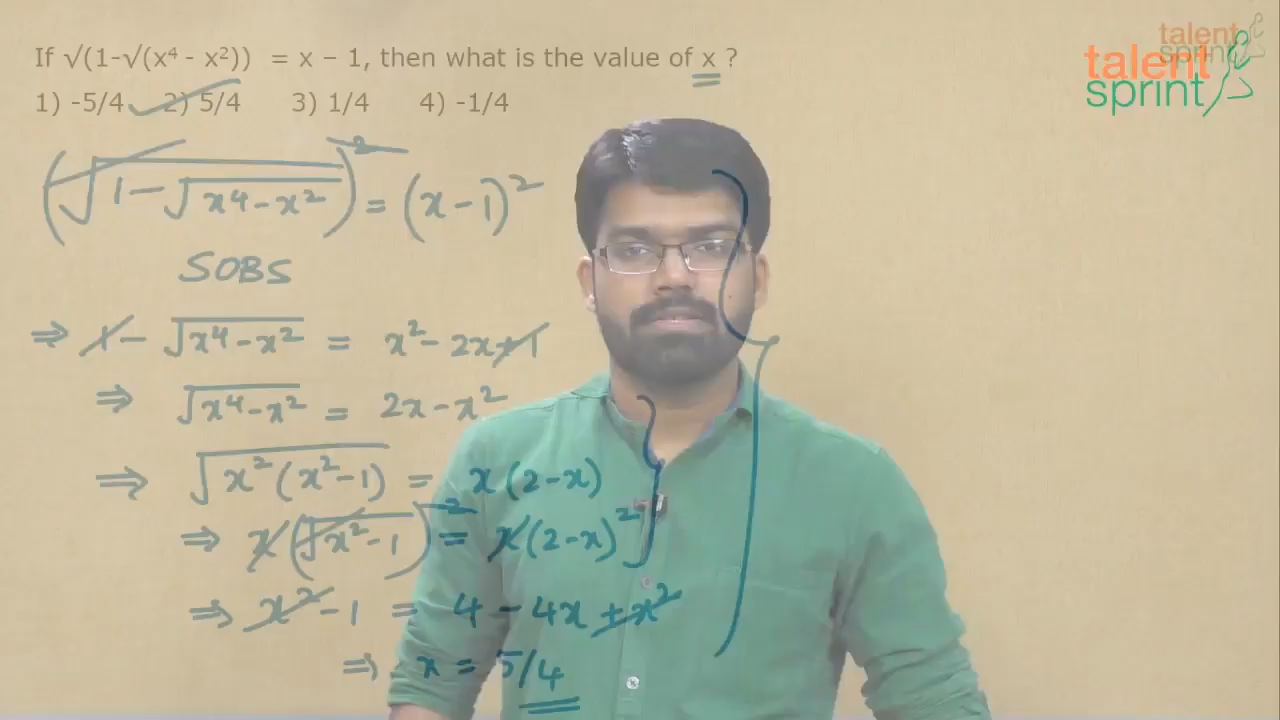 If √(1-√(x⁴ - x²)) = x – 1, then what is the value of x ?
1) -5/4 2) 5/4 3) 1/4 4) -1/4
talent
sprint
talent
sprint
(√1-√x⁴-x²)² = (x-1)²
SOBS
⇒ 1-√x⁴-x² = x²-2x+1
⇒ √x⁴-x² = 2x-x²
⇒ √x²(x²-1) = x(2-x)
⇒ x(√x²-1)² = x(2-x)²
⇒ x²-1 = 4-4x+x²
⇒ x = 5/4